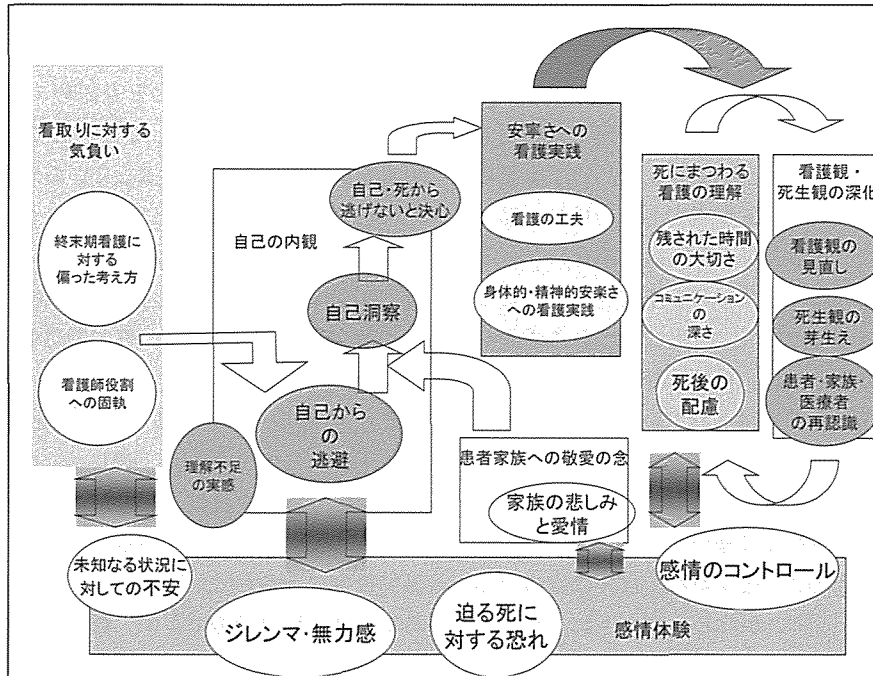 看取りに対する
気負い
終末期看護に
対する
偏った考え方
看護師役割
への固執
自己の内観
自己・死から
逃げないと決心
自己洞察
自己から
の
逃避
理解不足
の実感
安寧さへの
看護実践
看護の工夫
身体的・精神的安楽さ
への看護実践
患者家族への敬愛の念
家族の悲しみ
と愛情
死にまつわる
看護の理解
残された時間
の大切さ
コミュニケーション
の
深さ
死後の
配慮
看護観・
死生観の深化
看護観の
見直し
死生観の
芽生え
患者・家族・
医療者
の再認識
未知なる状況に
対しての不安
ジレンマ・無力感
迫る死に
対する恐れ
感情のコントロール
感情体験